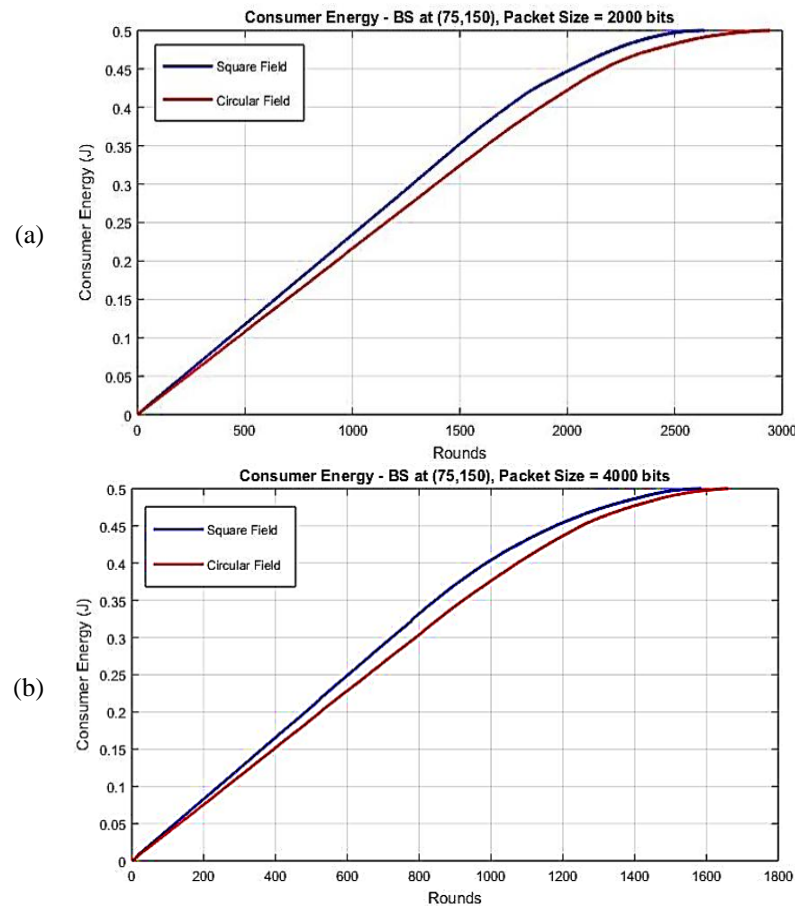 Consumer Energy - BS at (75,150), Packet Size = 2000 bits
0.5
0.45
0.4
0.35
0.3
0.25
0.2
0.15
0.1
0.05
0
Consumer Energy (J)
Square Field
Circular Field
(a)
0 500 1000 1500 2000 2500 3000
Rounds
Consumer Energy - BS at (75,150), Packet Size = 4000 bits
0.5
0.45
0.4
0.35
0.3
0.25
0.2
0.15
0.1
0.05
0
Consumer Energy (J)
Square Field
Circular Field
(b)
0 200 400 600 800 1000 1200 1400 1600 1800
Rounds